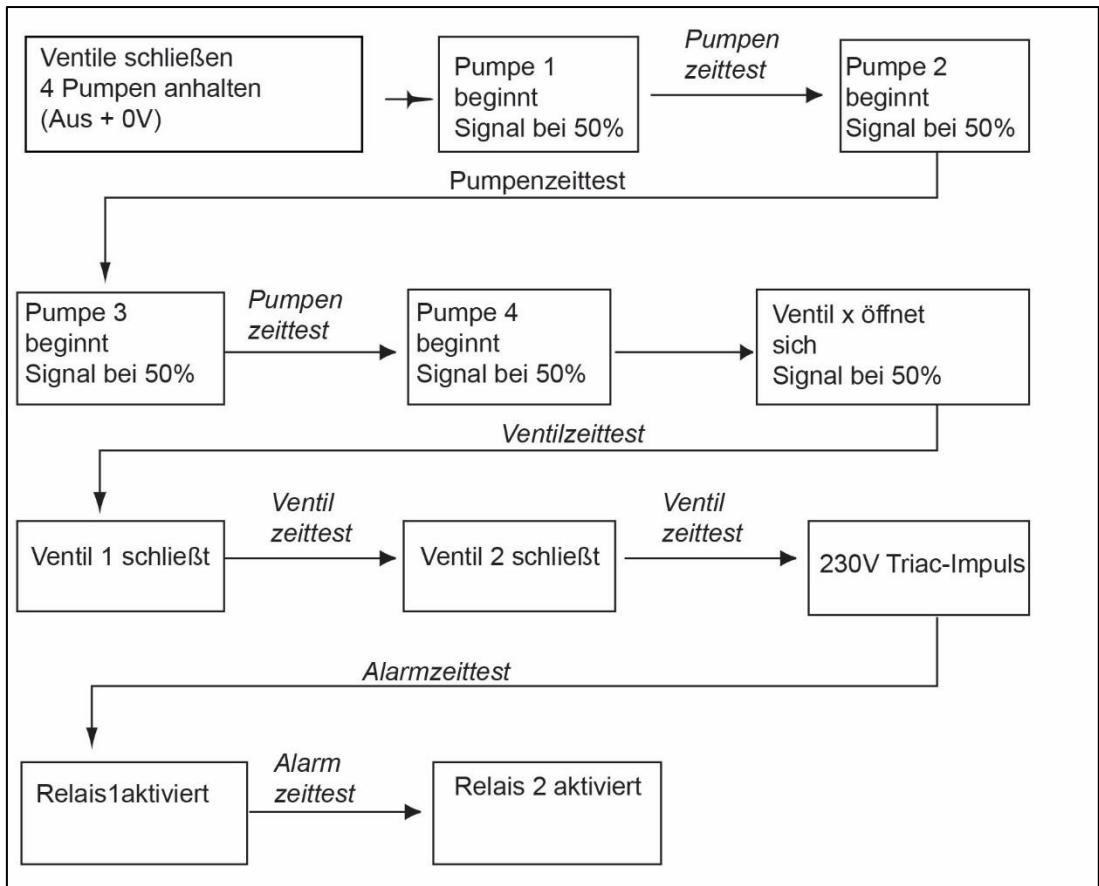 Ventile schließen
4 Pumpen anhalten
(Aus + 0V)
Pumpe 1
beginnt
Signal bei 50%
Pumpen
zeittest
Pumpe 2
beginnt
Signal bei 50%
Pumpenzeittest
Pumpe 3
beginnt
Signal bei 50%
Pumpen
zeittest
Pumpe 4
beginnt
Signal bei 50%
Ventil x öffnet
sich
Signal bei 50%
Ventilzeittest
Ventil 1 schließt
Ventil
zeittest
Ventil 2 schließt
Ventil
zeittest
230V Triac-Impuls
Alarmzeittest
Relais1aktiviert
Alarm
zeittest
Relais 2 aktiviert